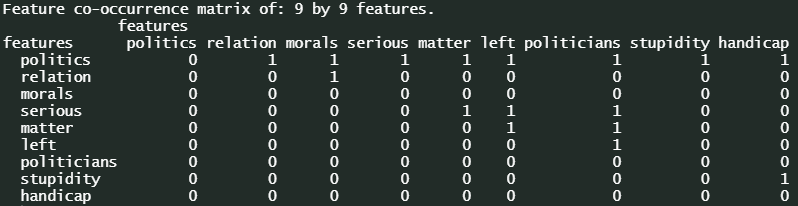 Feature co-occurrence matrix of: 9 by 9 features.
features
features politics relation morals serious matter left politicians stupidity handicap
politics 0 1 1 1 1 1 1 1 1
relation 0 0 1 0 0 0 0 0 0
morals 0 0 0 0 0 0 0 0 0
serious 0 0 0 0 1 1 1 0 0
matter 0 0 0 0 0 1 1 0 0
left 0 0 0 0 0 0 1 0 0
politicians 0 0 0 0 0 0 0 0 0
stupidity 0 0 0 0 0 0 0 0 1
handicap 0 0 0 0 0 0 0 0 0